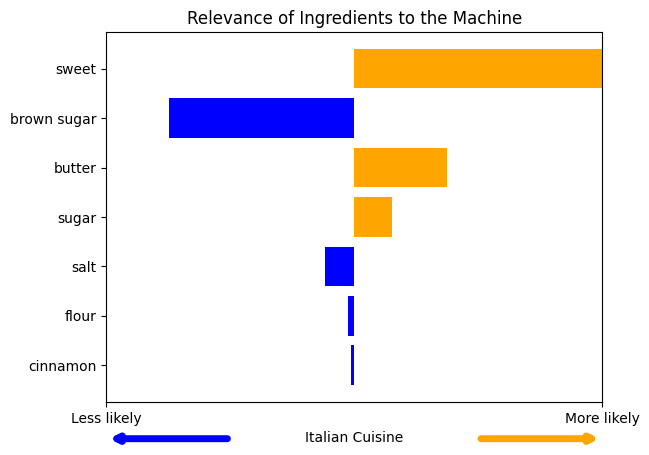 Relevance of Ingredients to the Machine
sweet
brown sugar
butter
sugar
salt
flour
cinnamon
Less likely
More likely
Italian Cuisine